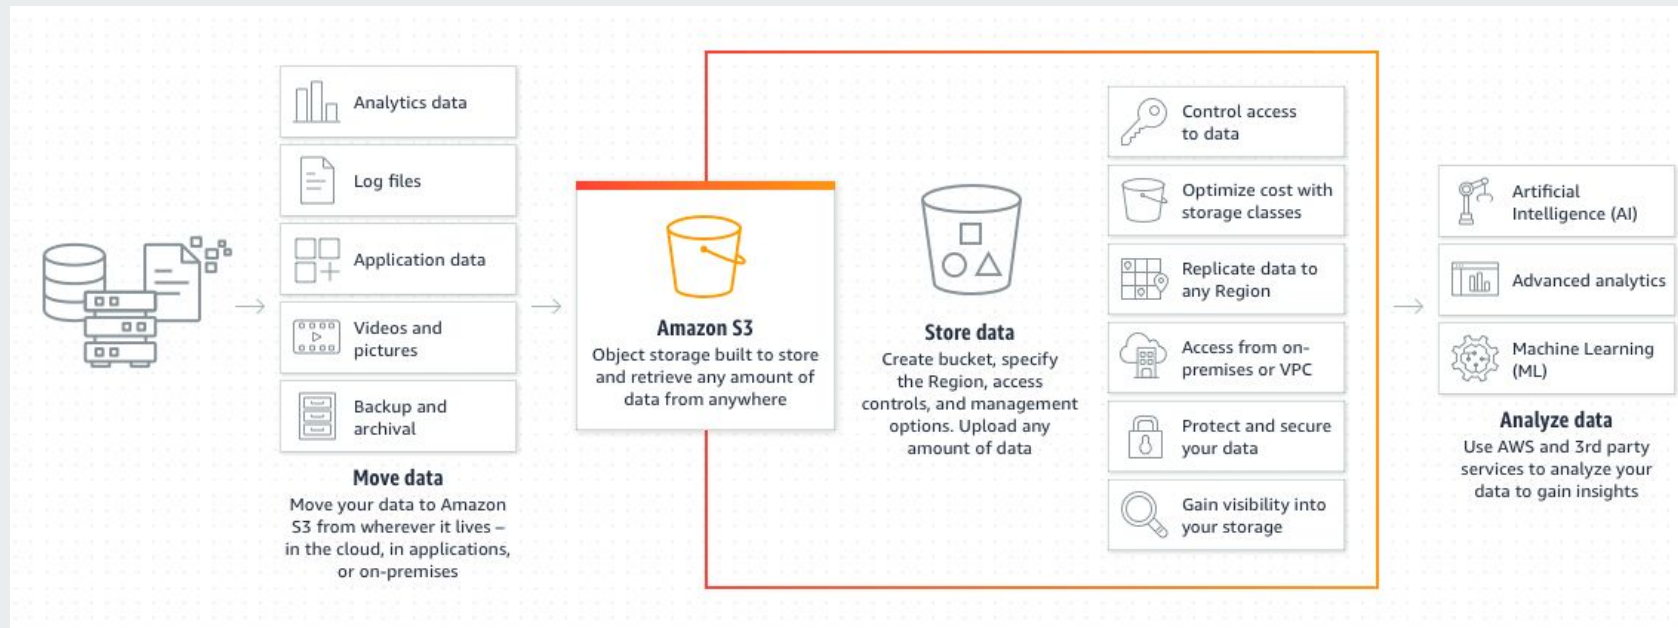 Analytics data
Log files
Application data
Videos and
pictures
Backup and
archival
Move data
Move your data to Amazon
S3 from wherever it lives –
in the cloud, in applications,
or on-premises
Amazon S3
Object storage built to store
and retrieve any amount of
data from anywhere
Store data
Create bucket, specify
the Region, access
controls, and management
options. Upload any
amount of data
Control access
to data
Optimize cost with
storage classes
Replicate data to
any Region
Access from on-
premises or VPC
Protect and secure
your data
Gain visibility into
your storage
Artificial
Intelligence (AI)
Advanced analytics
Machine Learning
(ML)
Analyze data
Use AWS and 3rd party
services to analyze your
data to gain insights